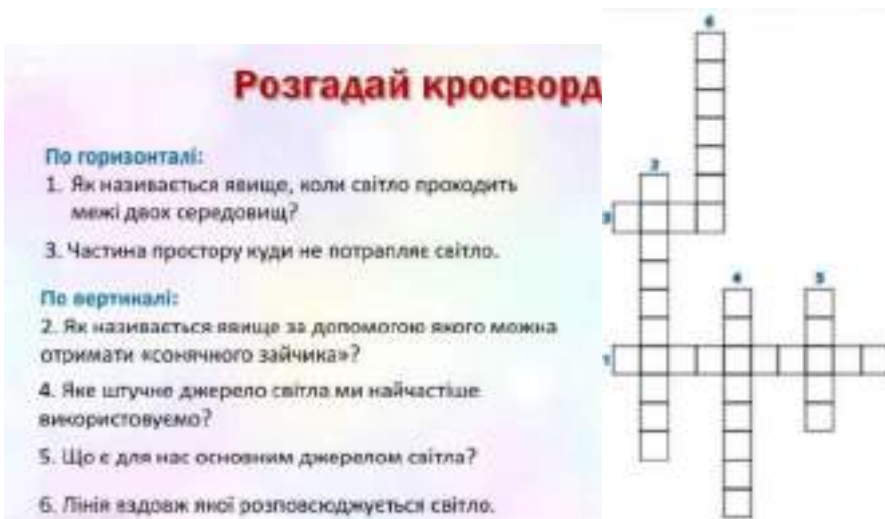 Розгадай кросворд
По горизонталі:
1. Як називається явище, коли світло проходить
межі двох середовищ?
3. Частина простору куди не потрапляє світло.
По вертикалі:
2. Як називається явище за допомогою якого можна
отримати «сонячного зайчика»?
4. Яке штучне джерело світла ми найчастіше
використовуємо?
5. Що є для нас основним джерелом світла?
6. Лінія вздовж якої розповсюджується світло.
6
2
3
4
5
1